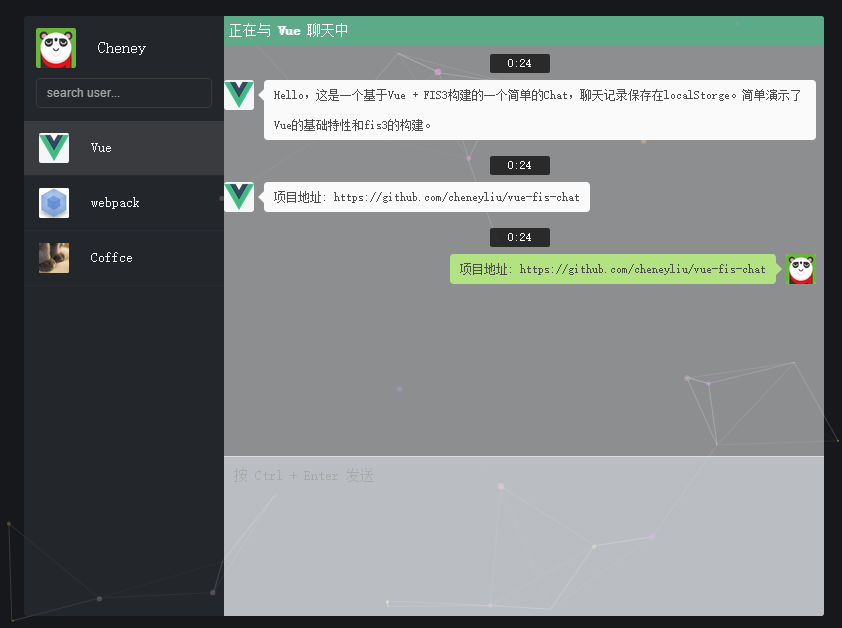 Cheney
search user...
Vue
webpack
Coffce
正在与 Vue 聊天中
0:24
Hello，这是一个基于Vue + FIS3构建的一个简单的Chat，聊天记录保存在localStorge。简单演示了
Vue的基础特性和fis3的构建。
0:24
项目地址: https://github.com/cheneyliu/vue-fis-chat
0:24
项目地址: https://github.com/cheneyliu/vue-fis-chat
按 Ctrl + Enter 发送